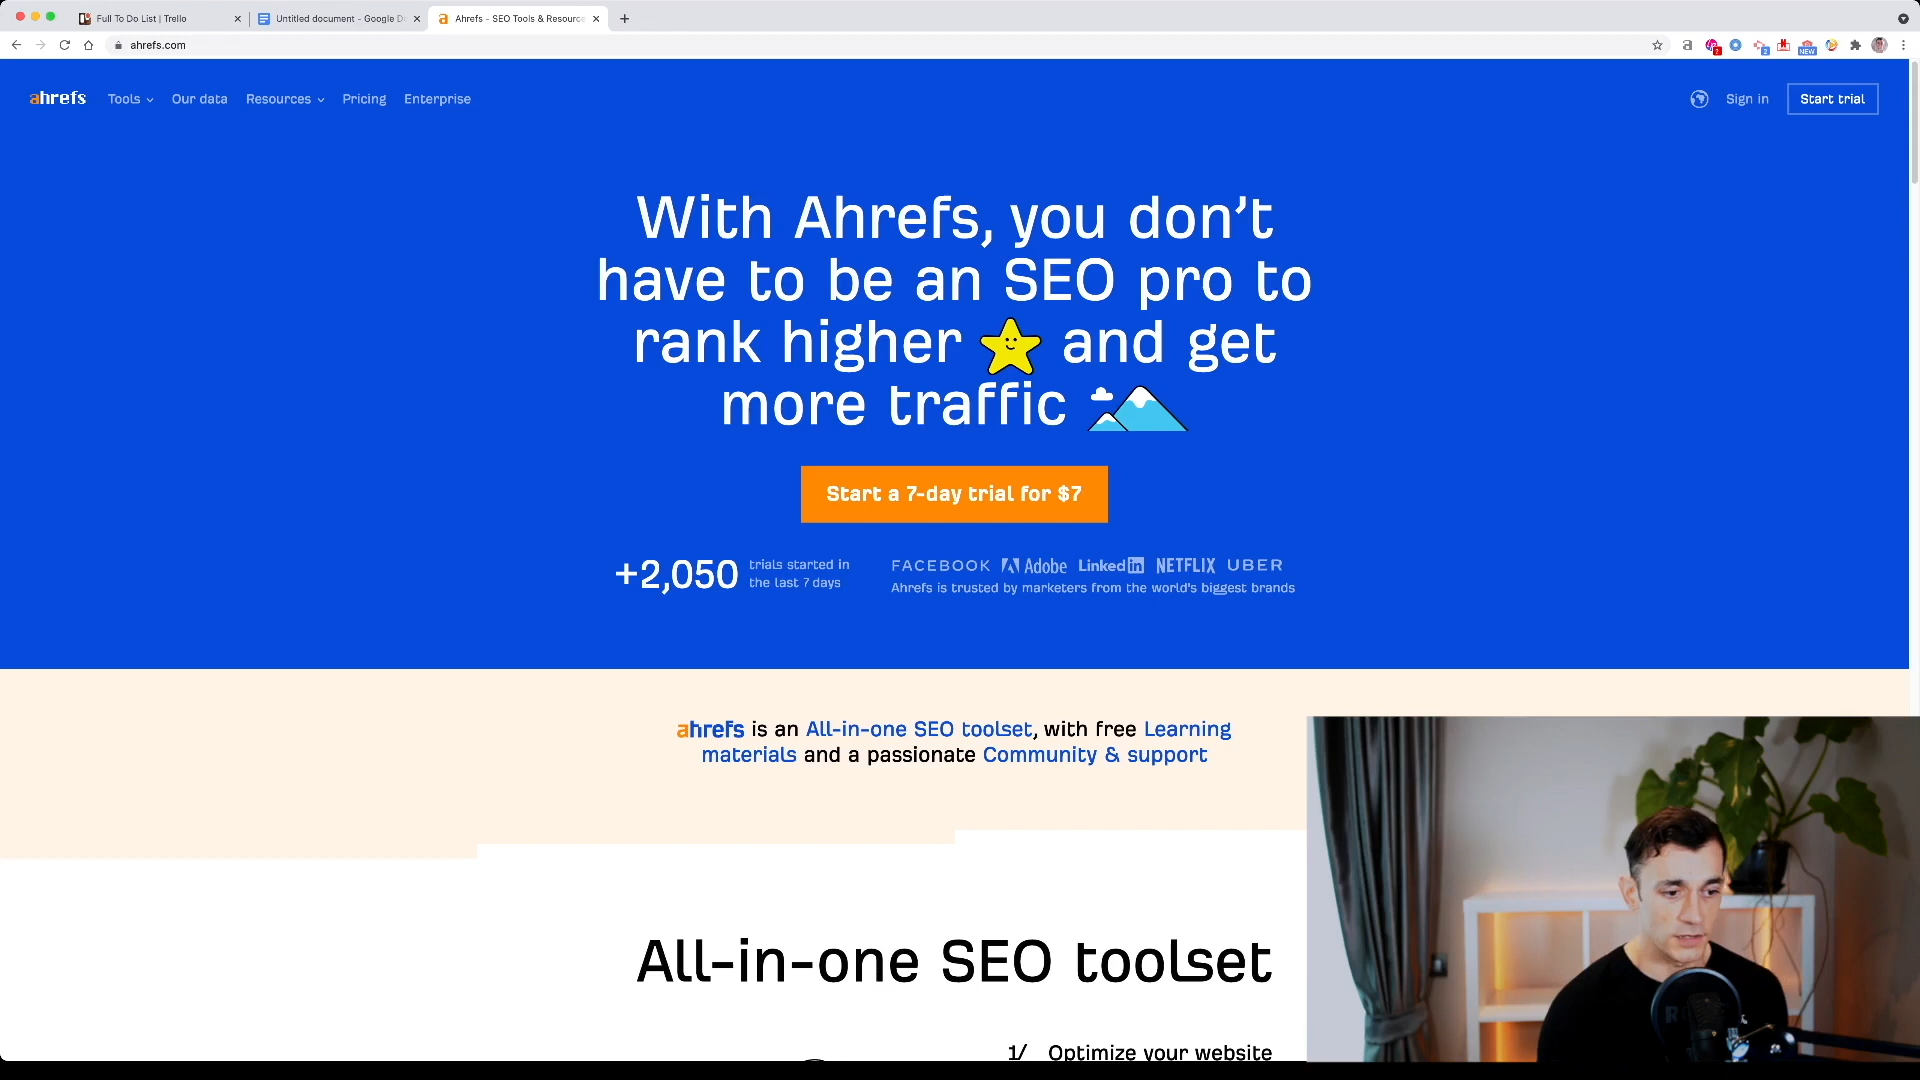 Full To Do List | Trello
Untitled document - Google D
Ahrefs - SEO Tools & Resource
ahrefs.com
2
2
NEW
ahrefs
Tools
Our data
Resources
Pricing
Enterprise
Sign in
Start trial
With Ahrefs, you don’t
have to be an SEO pro to
rank higher and get
more traffic
Start a 7-day trial for $7
+2,050
trials started in
the last 7 days
FACEBOOK Adobe Linked in NETFLIX UBER
Ahrefs is trusted by marketers from the world's biggest brands
ahrefs is an All-in-one SEO toolset, with free Learning
materials and a passionate Community & support
All-in-one SEO toolset
1/ Optimize your website